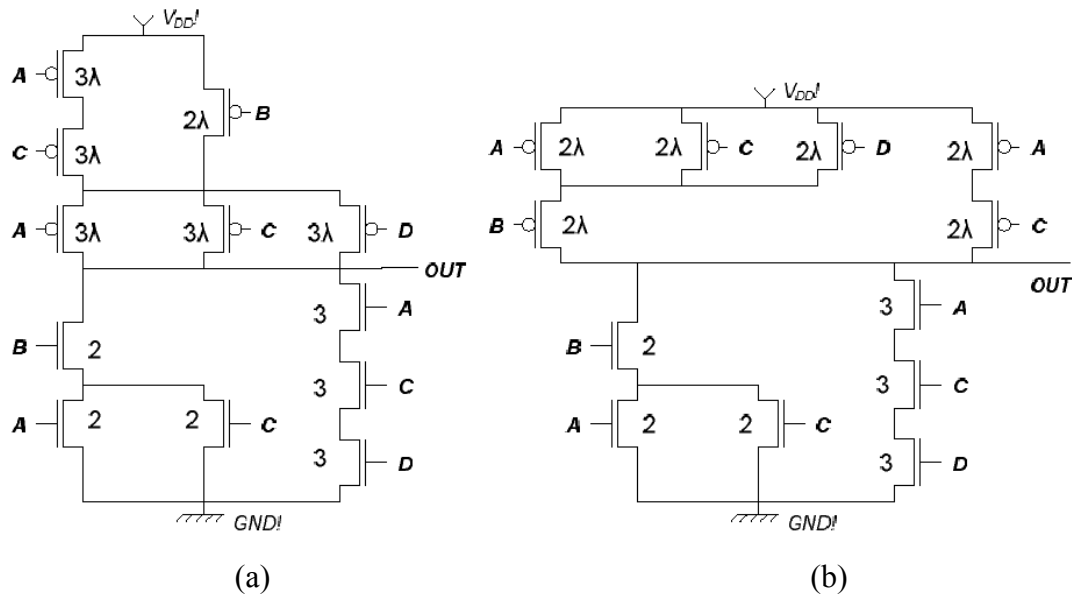 V_DD! V_DD!
A 3λ 2λ B
C 3λ
A 3λ 3λ C 3λ D
OUT
B 2 3 A
3 C
A 2 2 C
3 D
GND!
(a)
A 2λ 2λ C 2λ D 2λ A
B 2λ 2λ C
OUT
B 2 3 A
3 C
A 2 2 C
3 D
GND!
(b)